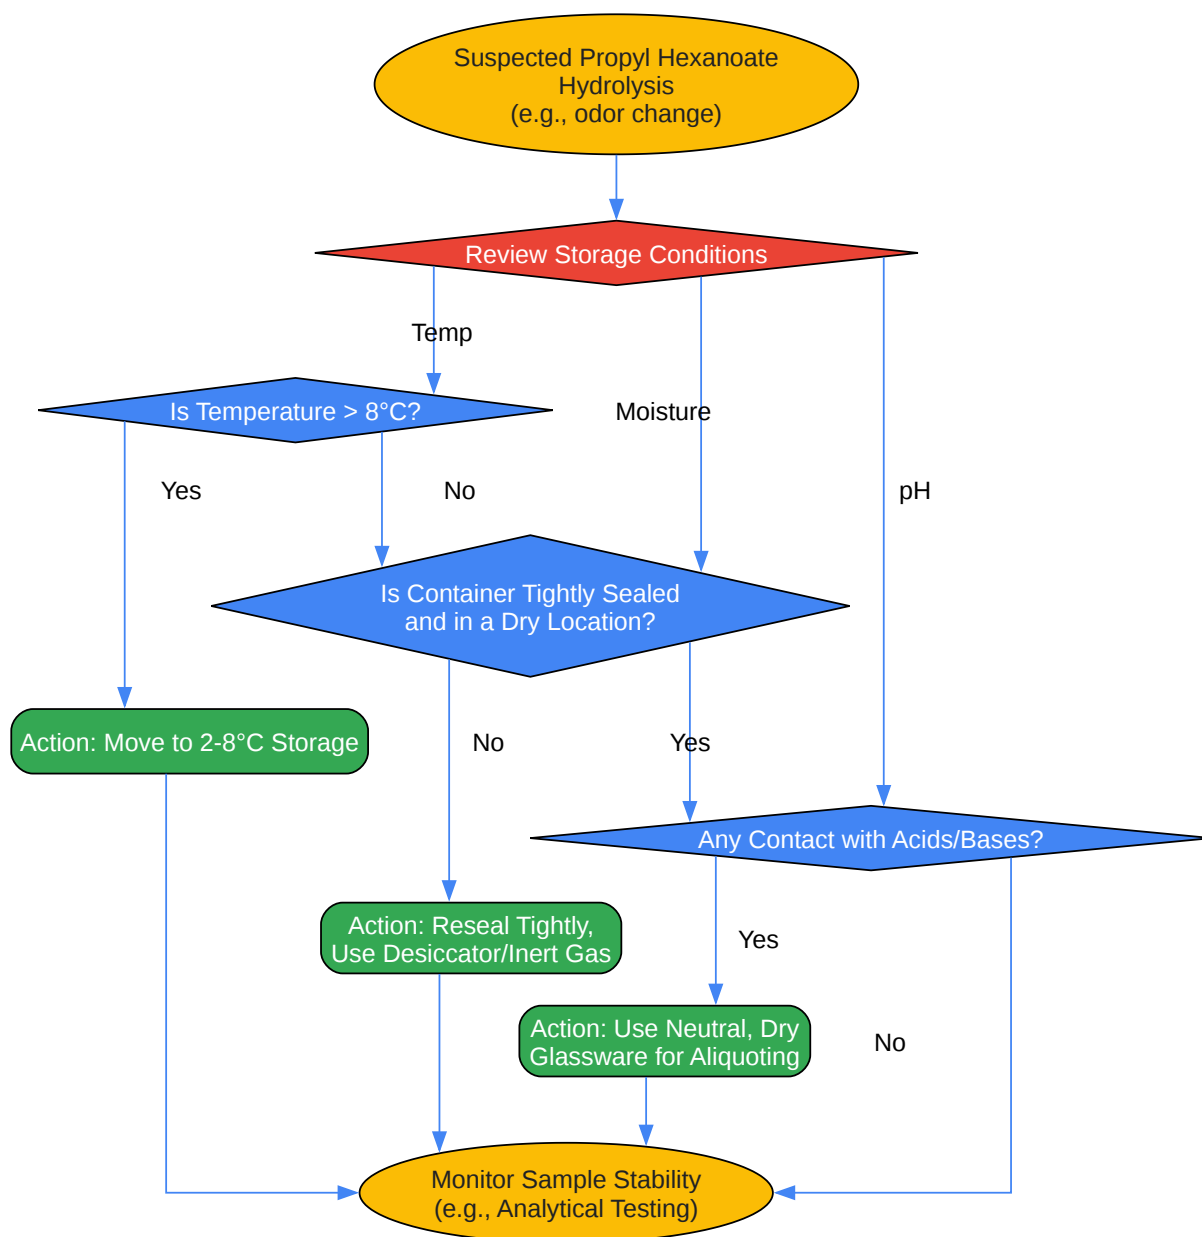 Suspected Propyl Hexanoate
Hydrolysis
(e.g., odor change)
Review Storage Conditions
Temp
Is Temperature > 8°C?
Moisture
Yes
No
pH
Is Container Tightly Sealed
and in a Dry Location?
Action: Move to 2-8°C Storage
No
Yes
Any Contact with Acids/Bases?
Action: Reseal Tightly,
Use Desiccator/Inert Gas
Yes
Action: Use Neutral, Dry
Glassware for Aliquoting
No
Monitor Sample Stability
(e.g., Analytical Testing)